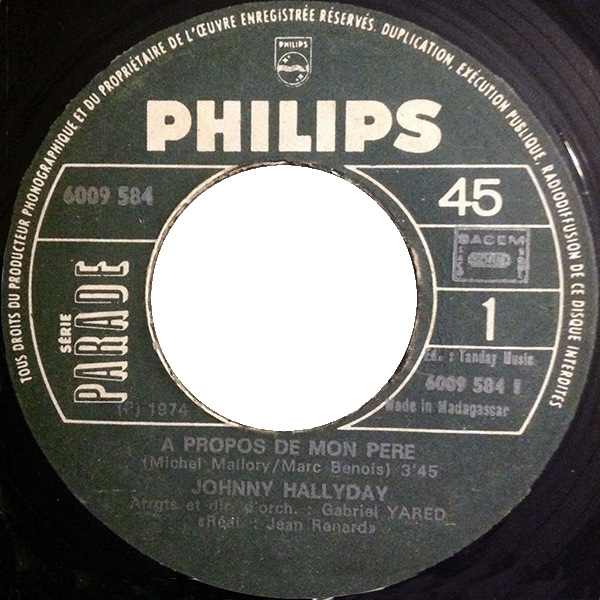 TOUS DROITS DU PRODUCTEUR PHONOGRAPHIQUE ET DU PROPRIÉTAIRE DE L'ŒUVRE ENREGISTRÉE RÉSERVÉS. DUPLICATION, EXÉCUTION PUBLIQUE, RADIODIFFUSION DE CE DISQUE INTERDITES
PHILIPS
PHILIPS
6009 584
45
SACEM
SÉRIE
PARADE
1
Ed. : Tanday Music
6009 584 1
(P) 1974
Made in Madagascar
A PROPOS DE MON PERE
(Michel Mallory/Marc Benois) 3'45
JOHNNY HALLYDAY
Arrgts et dir. d'orch. : Gabriel YARED
«Réal. : Jean Renard»